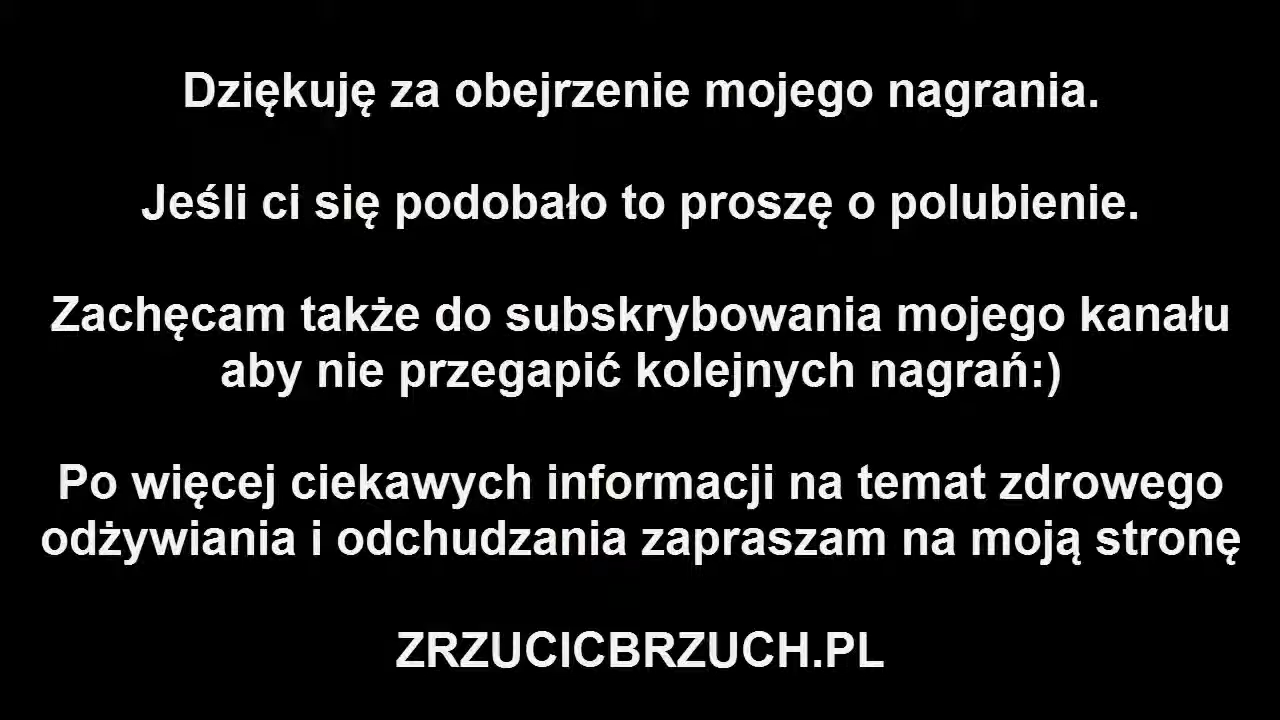 Dziękuję za obejrzenie mojego nagrania.
Jeśli ci się podobało to proszę o polubienie.
Zachęcam także do subskrybowania mojego kanału
aby nie przegapić kolejnych nagrań:)
Po więcej ciekawych informacji na temat zdrowego
odżywiania i odchudzania zapraszam na moją stronę
ZRZUCICBRZUCH.PL